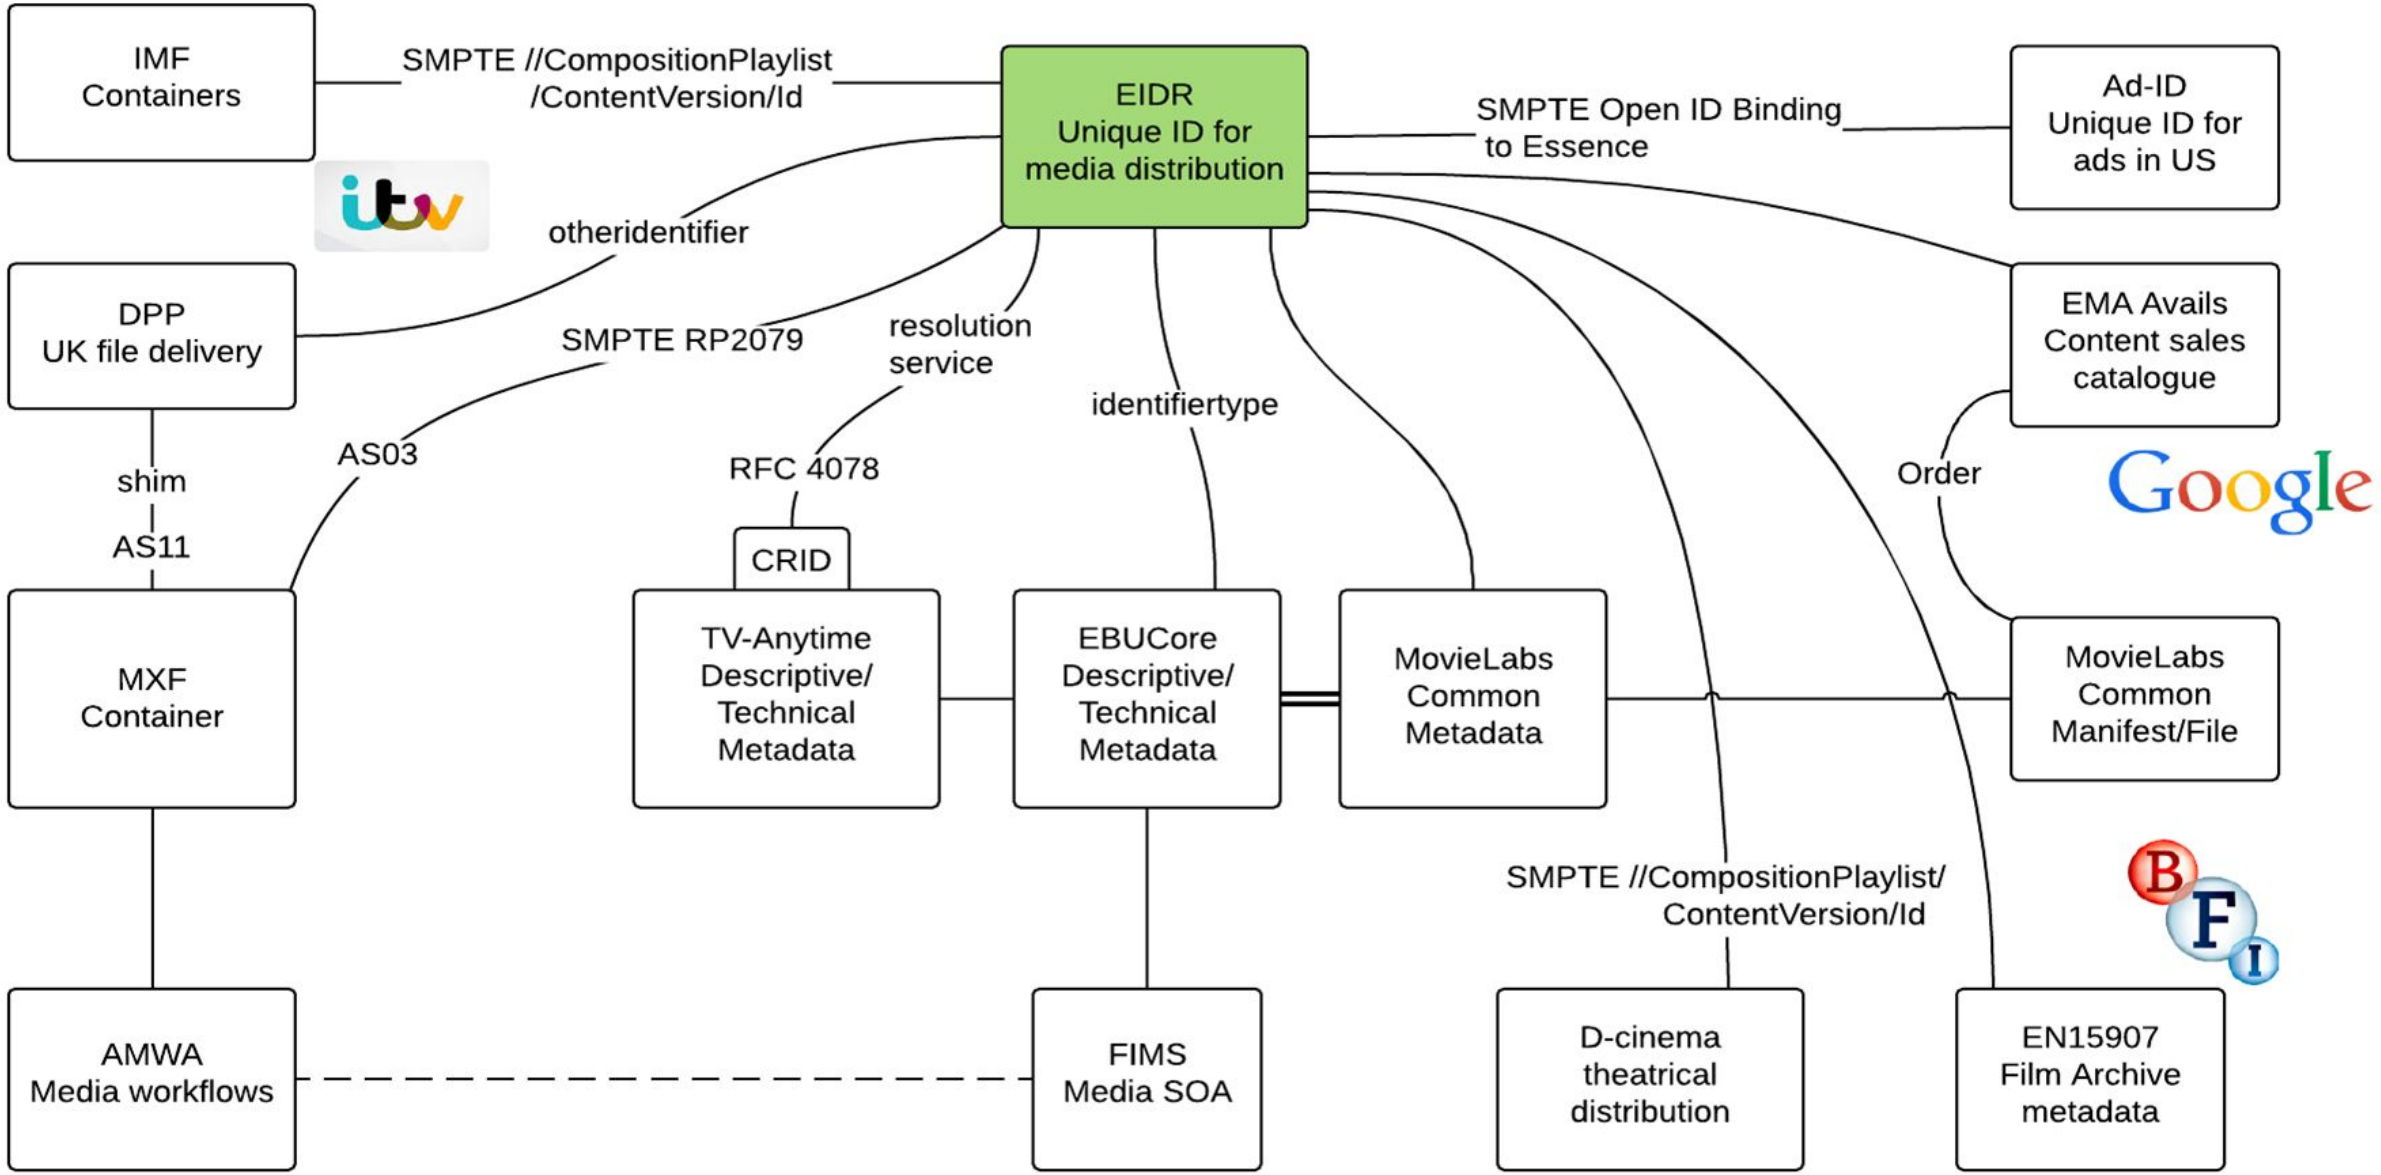 IMF
Containers
SMPTE //CompositionPlaylist
/ContentVersion/Id
EIDR
Unique ID for
media distribution
SMPTE Open ID Binding
to Essence
Ad-ID
Unique ID for
ads in US
itv
otheridentifier
DPP
UK file delivery
SMPTE RP2079
resolution
service
identifiertype
EMA Avails
Content sales
catalogue
AS03
shim
AS11
RFC 4078
CRID
Order
Google
MXF
Container
TV-Anytime
Descriptive/
Technical
Metadata
EBUCore
Descriptive/
Technical
Metadata
MovieLabs
Common
Metadata
MovieLabs
Common
Manifest/File
SMPTE //CompositionPlaylist/
ContentVersion/Id
B
F
I
AMWA
Media workflows
FIMS
Media SOA
D-cinema
theatrical
distribution
EN15907
Film Archive
metadata